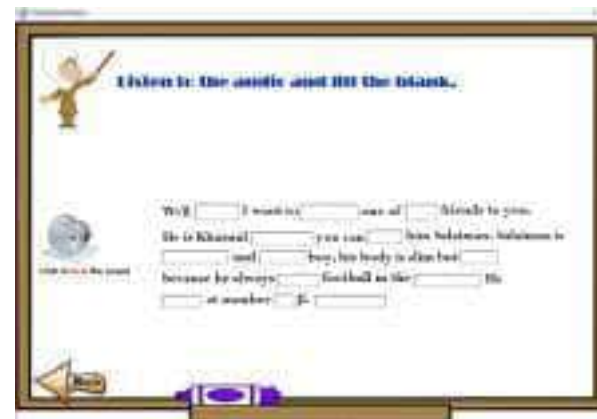 Listen to the audio and fill the blank.
Well I want to one of friends to you.
He is Khairul you can him Sulaiman. Sulaiman is
and boy, his body is slim but
because he always football in the He
at number